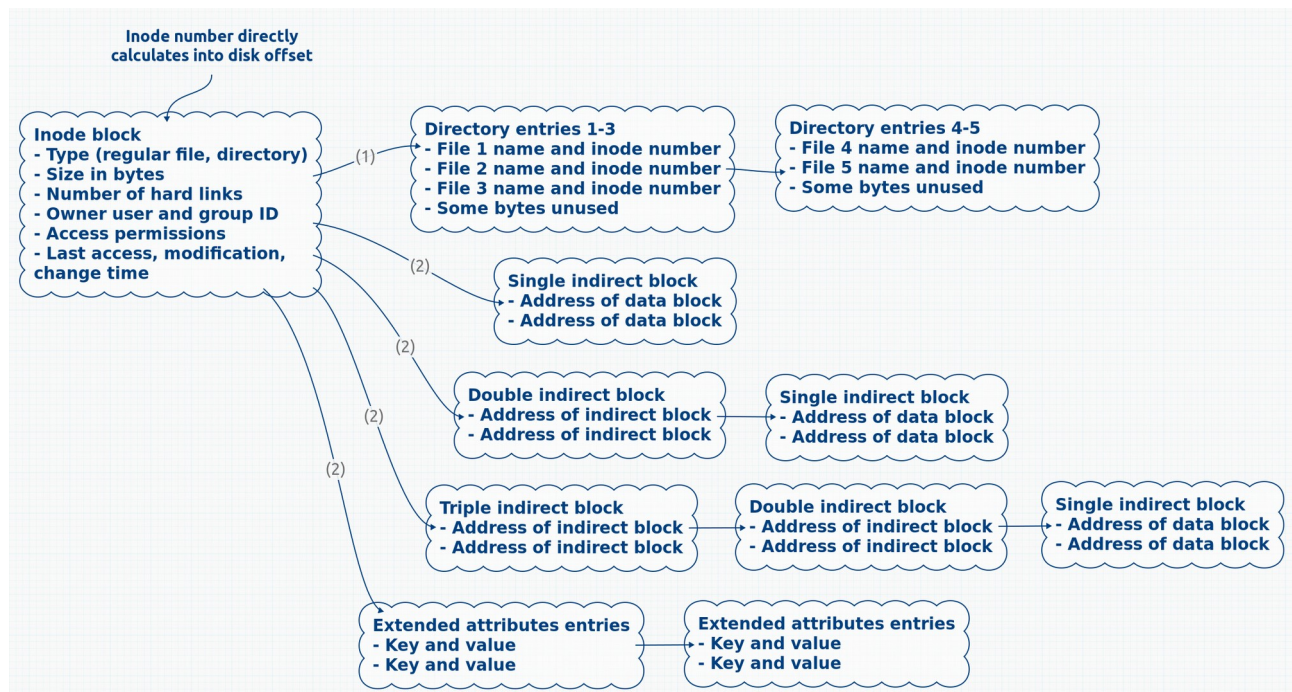 Inode number directly
calculates into disk offset
Inode block
- Type (regular file, directory)
- Size in bytes
- Number of hard links
- Owner user and group ID
- Access permissions
- Last access, modification,
change time
(1)
Directory entries 1-3
- File 1 name and inode number
- File 2 name and inode number
- File 3 name and inode number
- Some bytes unused
Directory entries 4-5
- File 4 name and inode number
- File 5 name and inode number
- Some bytes unused
(2)
Single indirect block
- Address of data block
- Address of data block
(2)
Double indirect block
- Address of indirect block
- Address of indirect block
Single indirect block
- Address of data block
- Address of data block
(2)
Triple indirect block
- Address of indirect block
- Address of indirect block
Double indirect block
- Address of indirect block
- Address of indirect block
Single indirect block
- Address of data block
- Address of data block
(2)
Extended attributes entries
- Key and value
- Key and value
Extended attributes entries
- Key and value
- Key and value